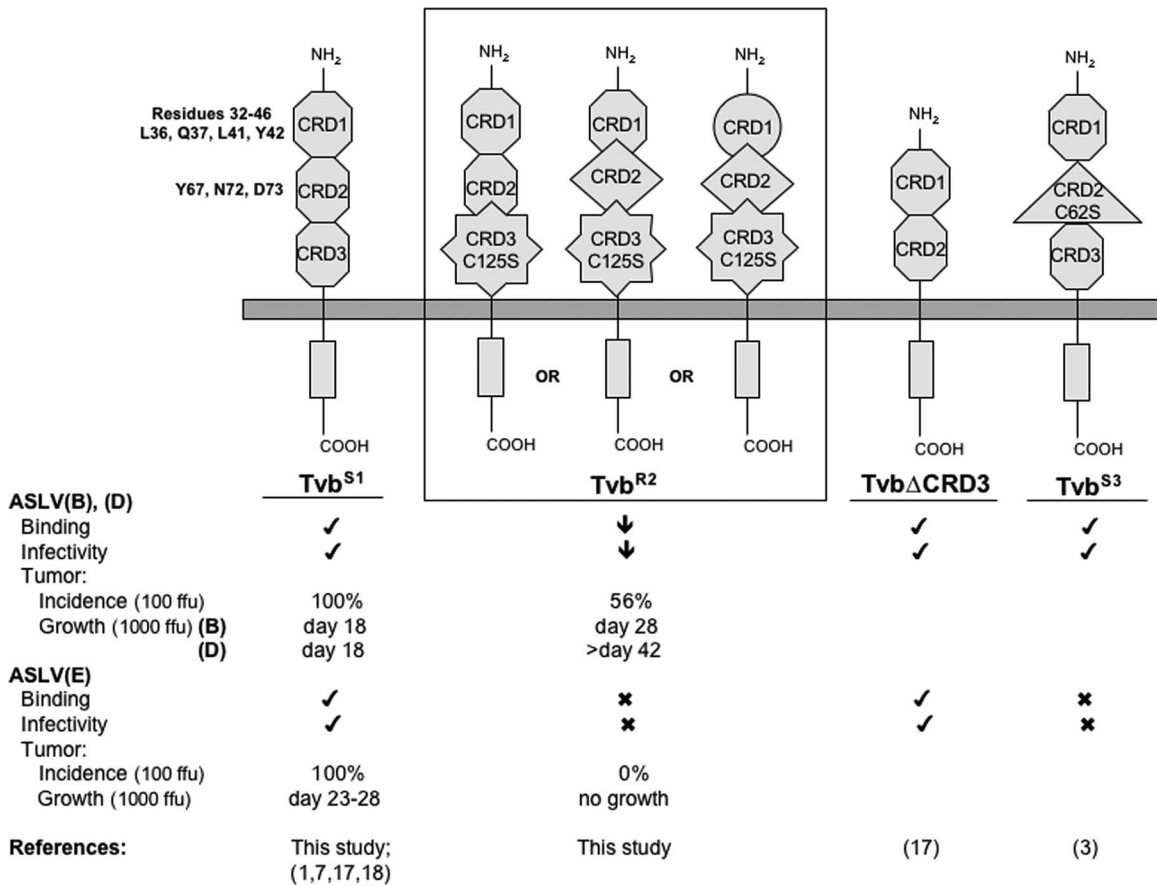 NH2 NH2 NH2 NH2 NH2 NH2
Residues 32-46
L36, Q37, L41, Y42
CRD1 CRD1 CRD1 CRD1 CRD1 CRD1
Y67, N72, D73
CRD2 CRD2 CRD2 CRD2 CRD2 CRD2
C62S
CRD3 CRD3 CRD3 CRD3 CRD3
C125S C125S C125S
OR OR
COOH COOH COOH COOH COOH COOH
TvbS1 TvbR2 TvbΔCRD3 TvbS3
ASLV(B), (D)
Binding ✓ ↓ ✓ ✓
Infectivity ✓ ↓ ✓ ✓
Tumor:
Incidence (100 ffu) 100% 56%
Growth (1000 ffu) (B) day 18 day 28
(D) day 18 >day 42
ASLV(E)
Binding ✓ ✖ ✓ ✖
Infectivity ✓ ✖ ✓ ✖
Tumor:
Incidence (100 ffu) 100% 0%
Growth (1000 ffu) day 23-28 no growth
References: This study; This study (17) (3)
(1,7,17,18)